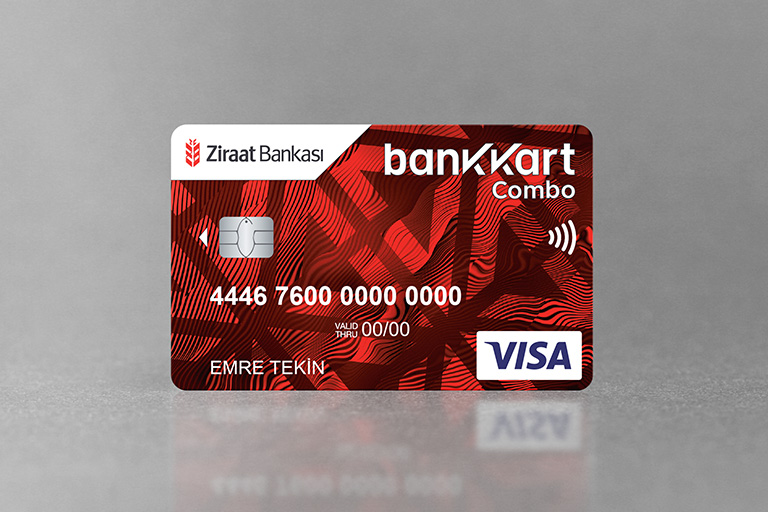 Ziraat Bankası
bankkart
Combo
4446 7600 0000 0000
VALID
THRU 00/00
EMRE TEKİN
VISA